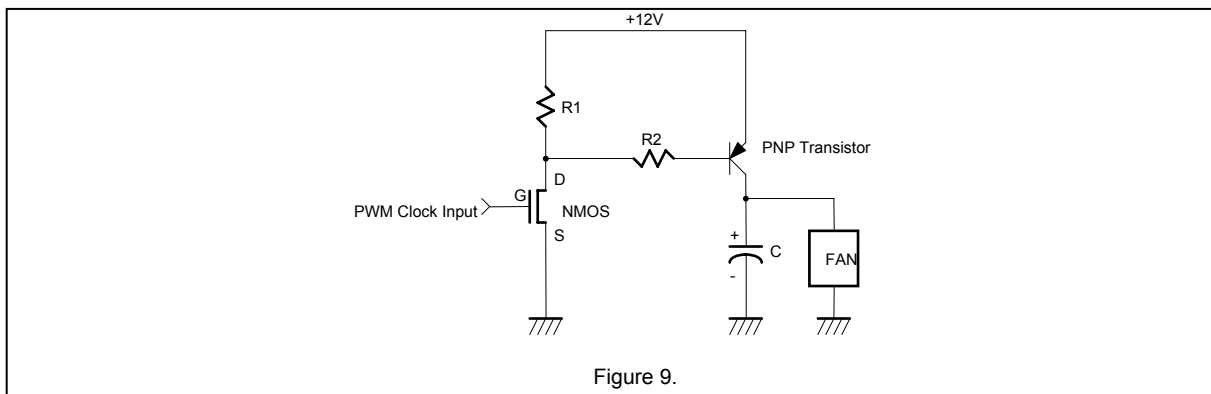 +12V
R1
R2
PNP Transistor
D
G
PWM Clock Input
NMOS
S
+
C
-
FAN
Figure 9.